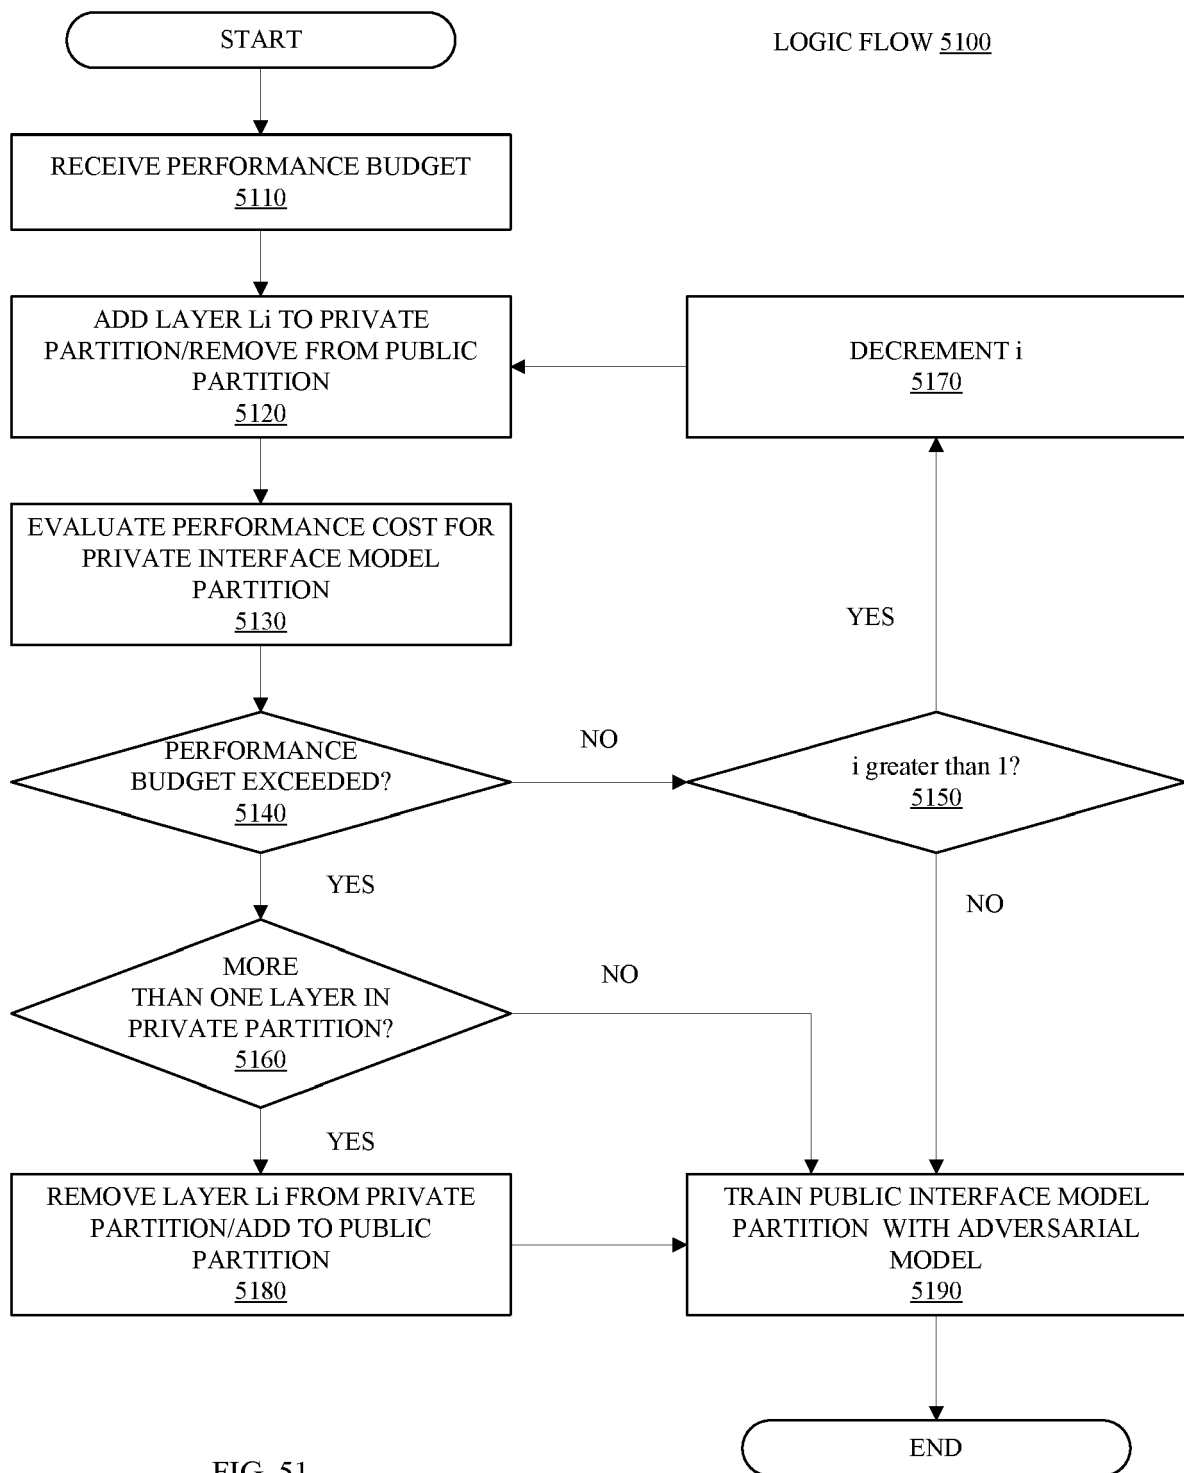 START
LOGIC FLOW 5100
RECEIVE PERFORMANCE BUDGET
5110
ADD LAYER Li TO PRIVATE
PARTITION/REMOVE FROM PUBLIC
PARTITION
5120
DECREMENT i
5170
EVALUATE PERFORMANCE COST FOR
PRIVATE INTERFACE MODEL
PARTITION
5130
YES
PERFORMANCE
BUDGET EXCEEDED?
5140
NO
i greater than 1?
5150
YES
NO
MORE
THAN ONE LAYER IN
PRIVATE PARTITION?
5160
NO
YES
REMOVE LAYER Li FROM PRIVATE
PARTITION/ADD TO PUBLIC
PARTITION
5180
TRAIN PUBLIC INTERFACE MODEL
PARTITION WITH ADVERSARIAL
MODEL
5190
END
FIG. 51